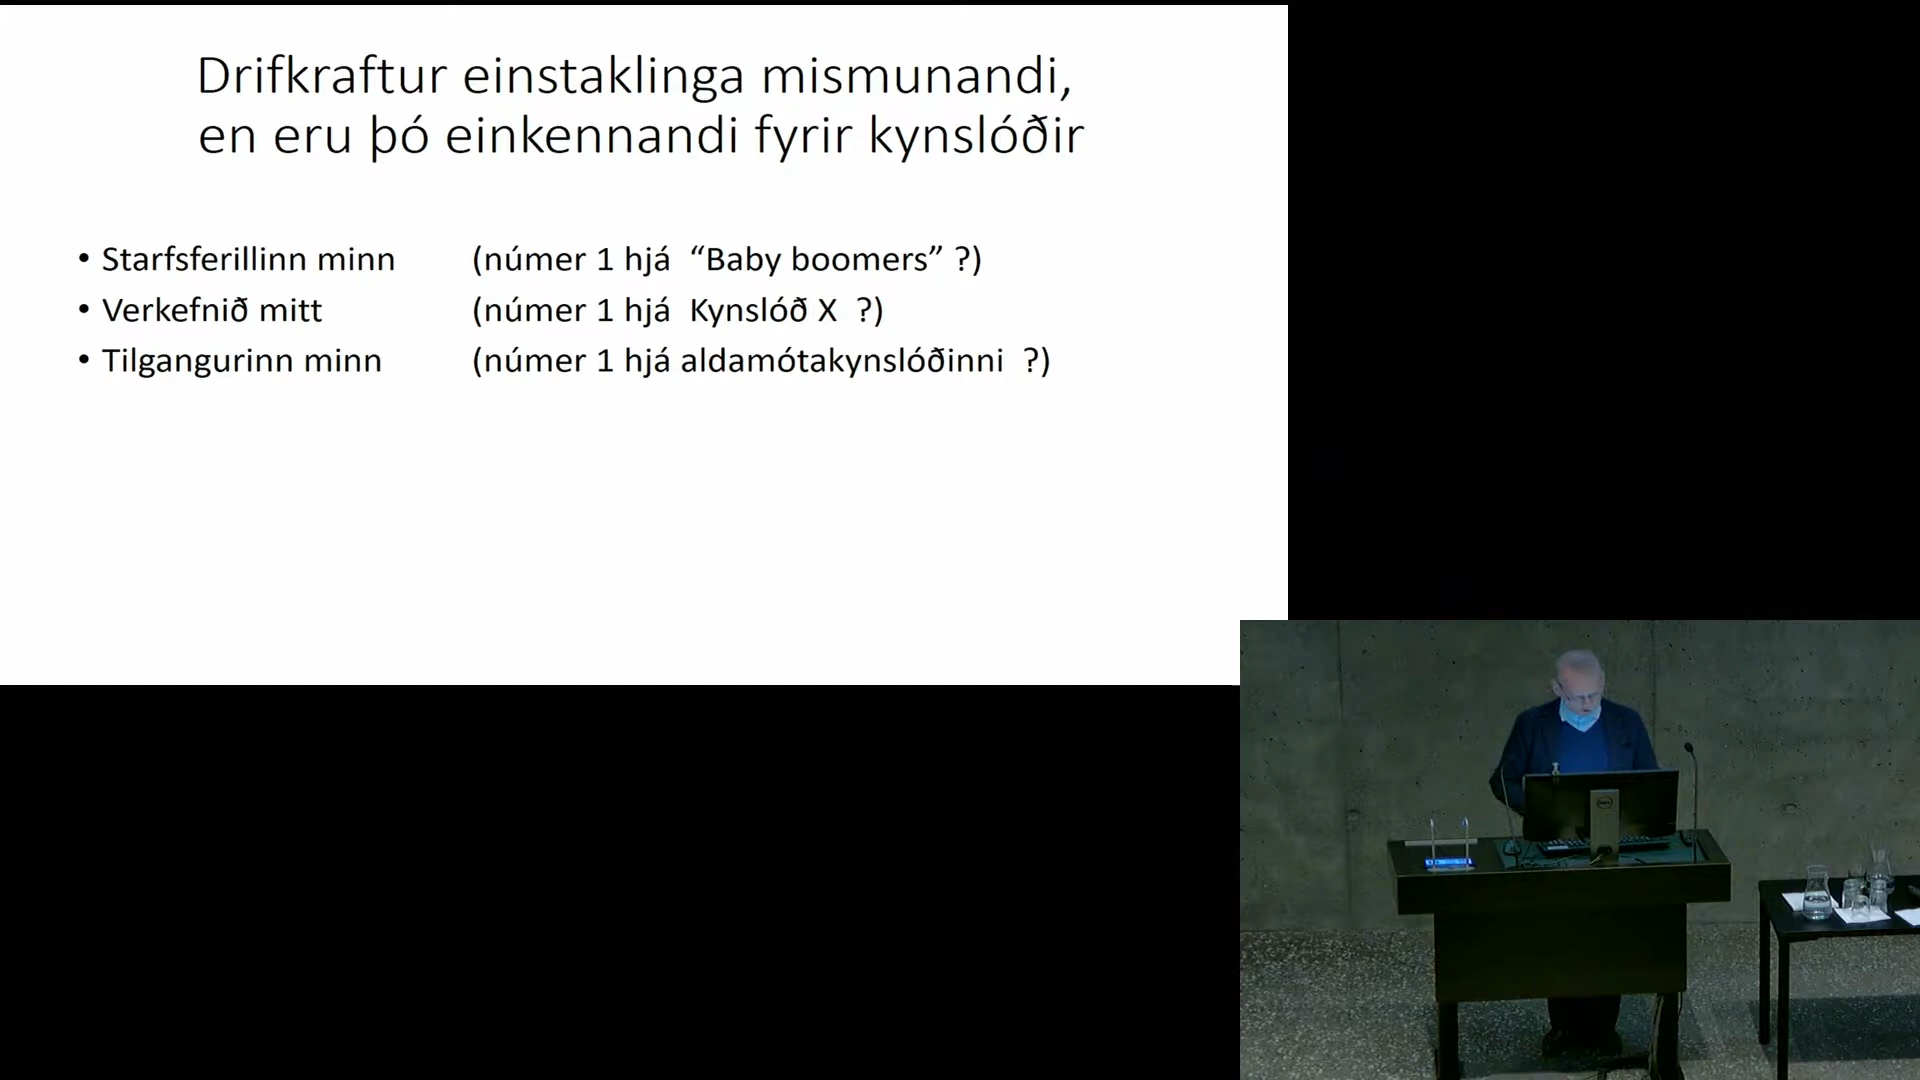 Drifkraftur einstaklinga mismunandi,
en eru þó einkennandi fyrir kynslóðir
• Starfsferillinn minn (númer 1 hjá “Baby boomers” ?)
• Verkefnið mitt (númer 1 hjá Kynslóð X ?)
• Tilgangurinn minn (númer 1 hjá aldamótakynslóðinni ?)
DELL